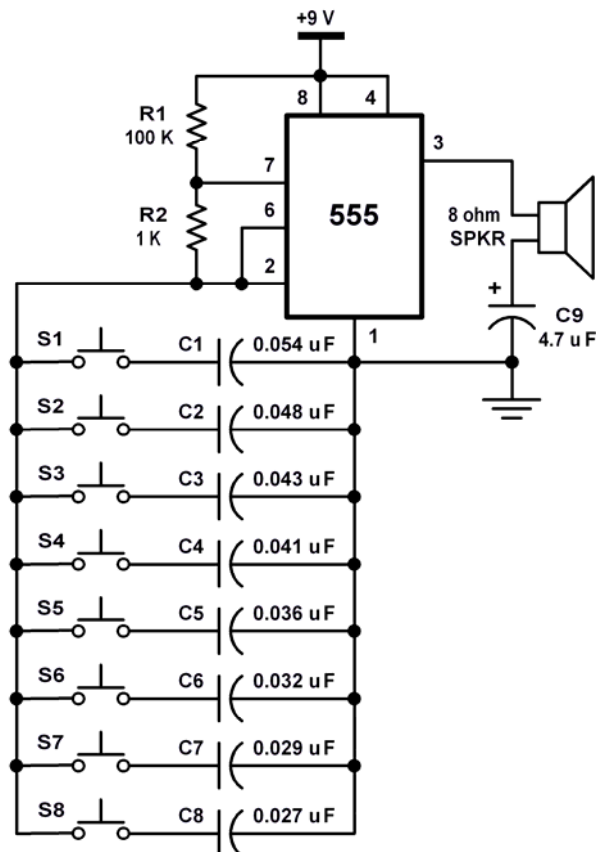 +9 V
8
4
R1
100 K
7
3
R2
1 K
6
555
8 ohm
SPKR
2
+
C9
4.7 uF
1
S1
C1
0.054 uF
S2
C2
0.048 uF
S3
C3
0.043 uF
S4
C4
0.041 uF
S5
C5
0.036 uF
S6
C6
0.032 uF
S7
C7
0.029 uF
S8
C8
0.027 uF